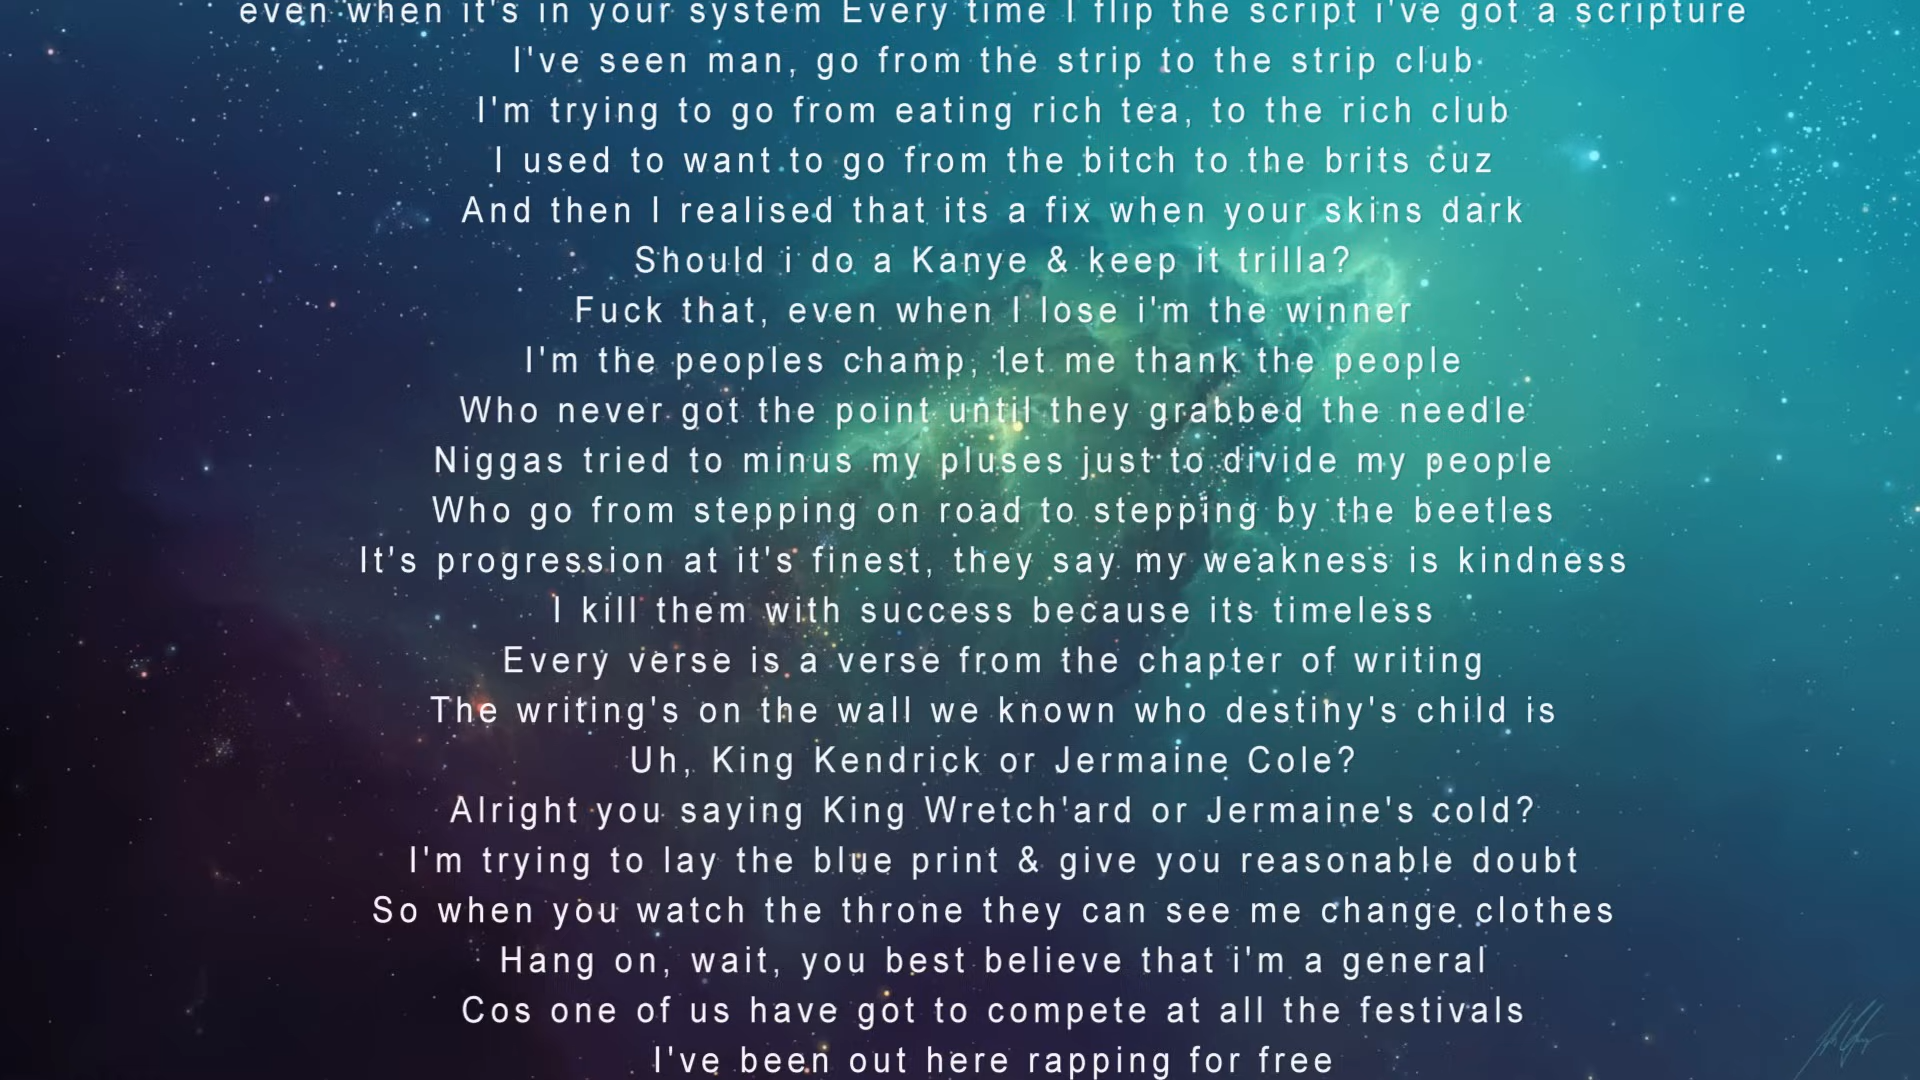 even when it's in your system Every time I flip the script i've got a scripture
I've seen man, go from the strip to the strip club
I'm trying to go from eating rich tea, to the rich club
I used to want to go from the bitch to the brits cuz
And then I realised that its a fix when your skins dark
Should i do a Kanye & keep it trilla?
Fuck that, even when I lose i'm the winner
I'm the peoples champ, let me thank the people
Who never got the point until they grabbed the needle
Niggas tried to minus my pluses just to divide my people
Who go from stepping on road to stepping by the beetles
It's progression at it's finest, they say my weakness is kindness
I kill them with success because its timeless
Every verse is a verse from the chapter of writing
The writing's on the wall we known who destiny's child is
Uh, King Kendrick or Jermaine Cole?
Alright you saying King Wretch'ard or Jermaine's cold?
I'm trying to lay the blue print & give you reasonable doubt
So when you watch the throne they can see me change clothes
Hang on, wait, you best believe that i'm a general
Cos one of us have got to compete at all the festivals
I've been out here rapping for free